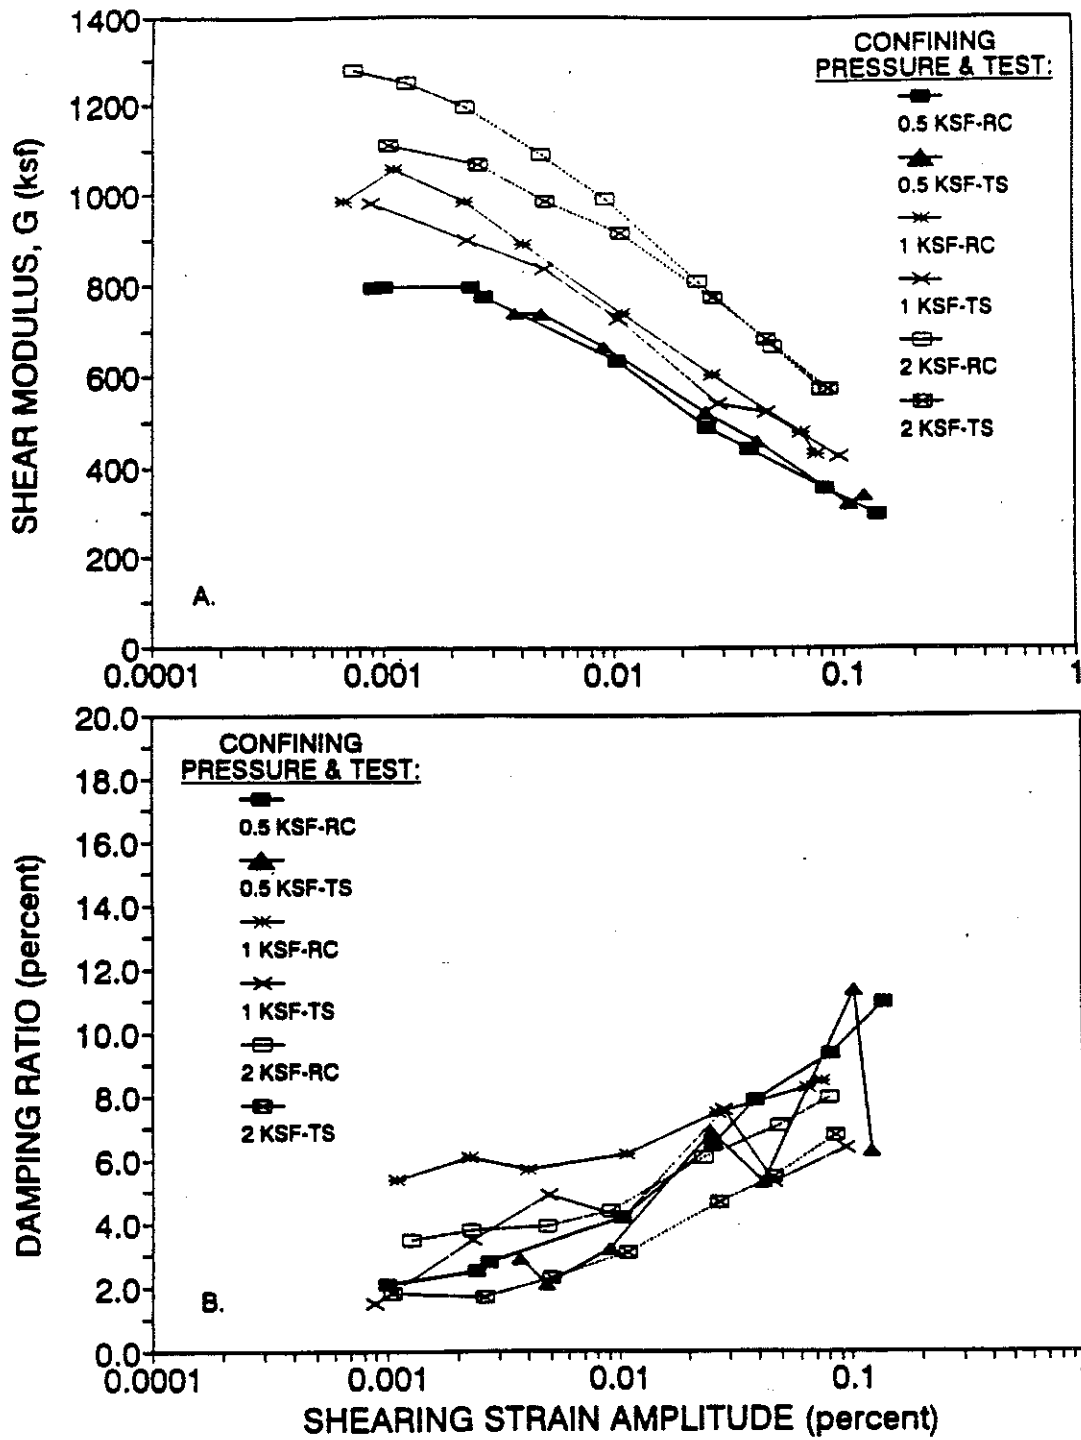 1400
1200
1000
800
600
400
200
0
SHEAR MODULUS, G (ksf)
CONFINING
PRESSURE & TEST:
0.5 KSF-RC
0.5 KSF-TS
1 KSF-RC
1 KSF-TS
2 KSF-RC
2 KSF-TS
A.
0.0001
0.001
0.01
0.1
1
20.0
18.0
16.0
14.0
12.0
10.0
8.0
6.0
4.0
2.0
0.0
DAMPING RATIO (percent)
CONFINING
PRESSURE & TEST:
0.5 KSF-RC
0.5 KSF-TS
1 KSF-RC
1 KSF-TS
2 KSF-RC
2 KSF-TS
B.
0.0001
0.001
0.01
0.1
SHEARING STRAIN AMPLITUDE (percent)